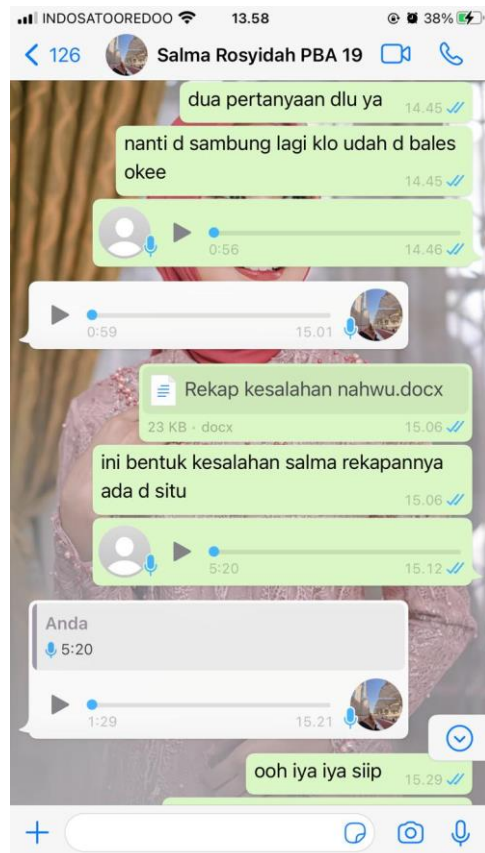 INDOSATOOREDOO 13.58 38%
126 Salma Rosyidah PBA 19
dua pertanyaan dlu ya 14.45
nanti d sambung lagi klo udah d bales
okee 14.45
0:56 14.46
0:59 15.01
Rekap kesalahan nahwu.docx
23 KB · docx 15.06
ini bentuk kesalahan salma rekapannya
ada d situ 15.06
5:20 15.12
Anda
5:20
1:29 15.21
ooh iya iya siip 15.29